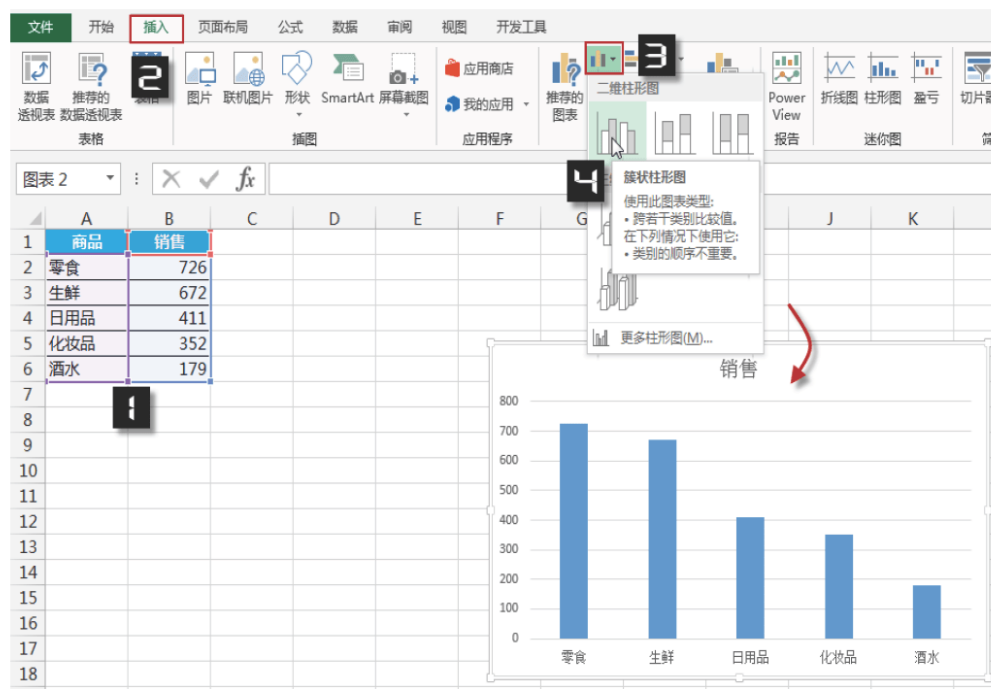 文件 开始 插入 页面布局 公式 数据 审阅 视图 开发工具
2
3
数据
透视表
推荐的
数据透视表
图片 联机图片 形状 SmartArt 屏幕截图
应用商店
我的应用
推荐的
图表
Power
View
折线图 柱形图 盈亏
表格 插图 应用程序 报告 迷你图
二维柱形图
4
簇状柱形图
使用此图表类型:
• 跨若干类别比较值。
在下列情况下使用它:
• 类别的顺序不重要。
更多柱形图(M)...
图表 2 fx
A B C D E F G J K
1 商品 销售
2 零食 726
3 生鲜 672
4 日用品 411
5 化妆品 352
6 酒水 179
7
8
9
10
11
12
13
14
15
16
17
18
1
销售
800
700
600
500
400
300
200
100
0
零食 生鲜 日用品 化妆品 酒水